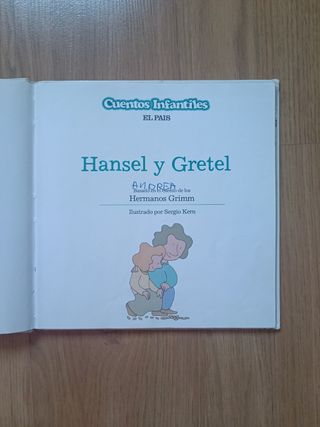 Cuentos Infantiles
EL PAIS
Hansel y Gretel
ANDREA
Basado en el cuento de los
Hermanos Grimm
Ilustrado por Sergio Kern